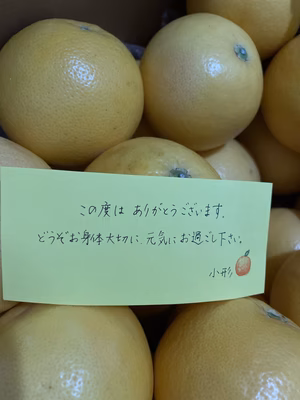 この度は ありがとうございます.
どうぞお身体大切に、元気にお過ごし下さい。
小形